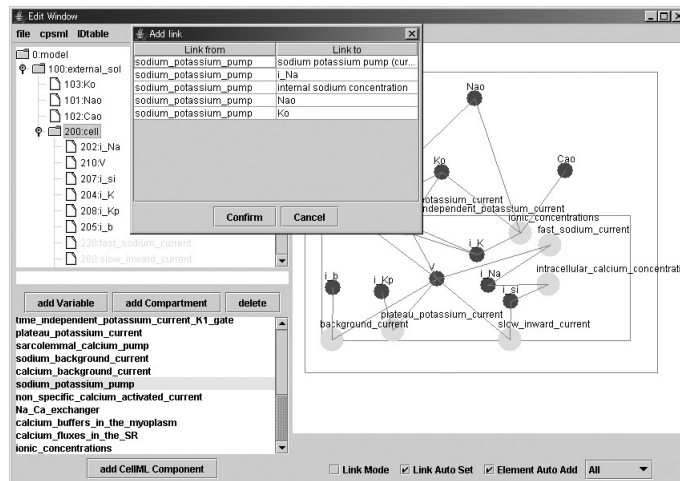 Edit Window
file cpsml IDtable
Add link
Link from Link to
sodium_potassium_pump sodium potassium pump (cur...
sodium_potassium_pump i_Na
sodium_potassium_pump internal sodium concentration
sodium_potassium_pump Nao
sodium_potassium_pump Ko
Confirm Cancel
0:model
100:external_sol
103:Ko
101:Nao
102:Cao
200:cell
202:i_Na
210:V
207:i_si
204:i_K
208:i_Kp
205:i_b
220:fast_sodium_current
260:slow_inward_current
add Variable add Compartment delete
time_independent_potassium_current_K1_gate
plateau_potassium_current
sarcolemmal_calcium_pump
sodium_background_current
calcium_background_current
sodium_potassium_pump
non_specific_calcium_activated_current
Na_Ca_exchanger
calcium_buffers_in_the_myoplasm
calcium_fluxes_in_the_SR
ionic_concentrations
add CellML Component
Nao
Ko
Cao
potassium_current
dependent_potassium_current
ionic_concentrations
fast_sodium_current
i_K
V
i_Na
intracellular_calcium_concentrati
i_b
i_Kp
i_si
plateau_potassium_current
background_current
slow_inward_current
Link Mode Link Auto Set Element Auto Add All